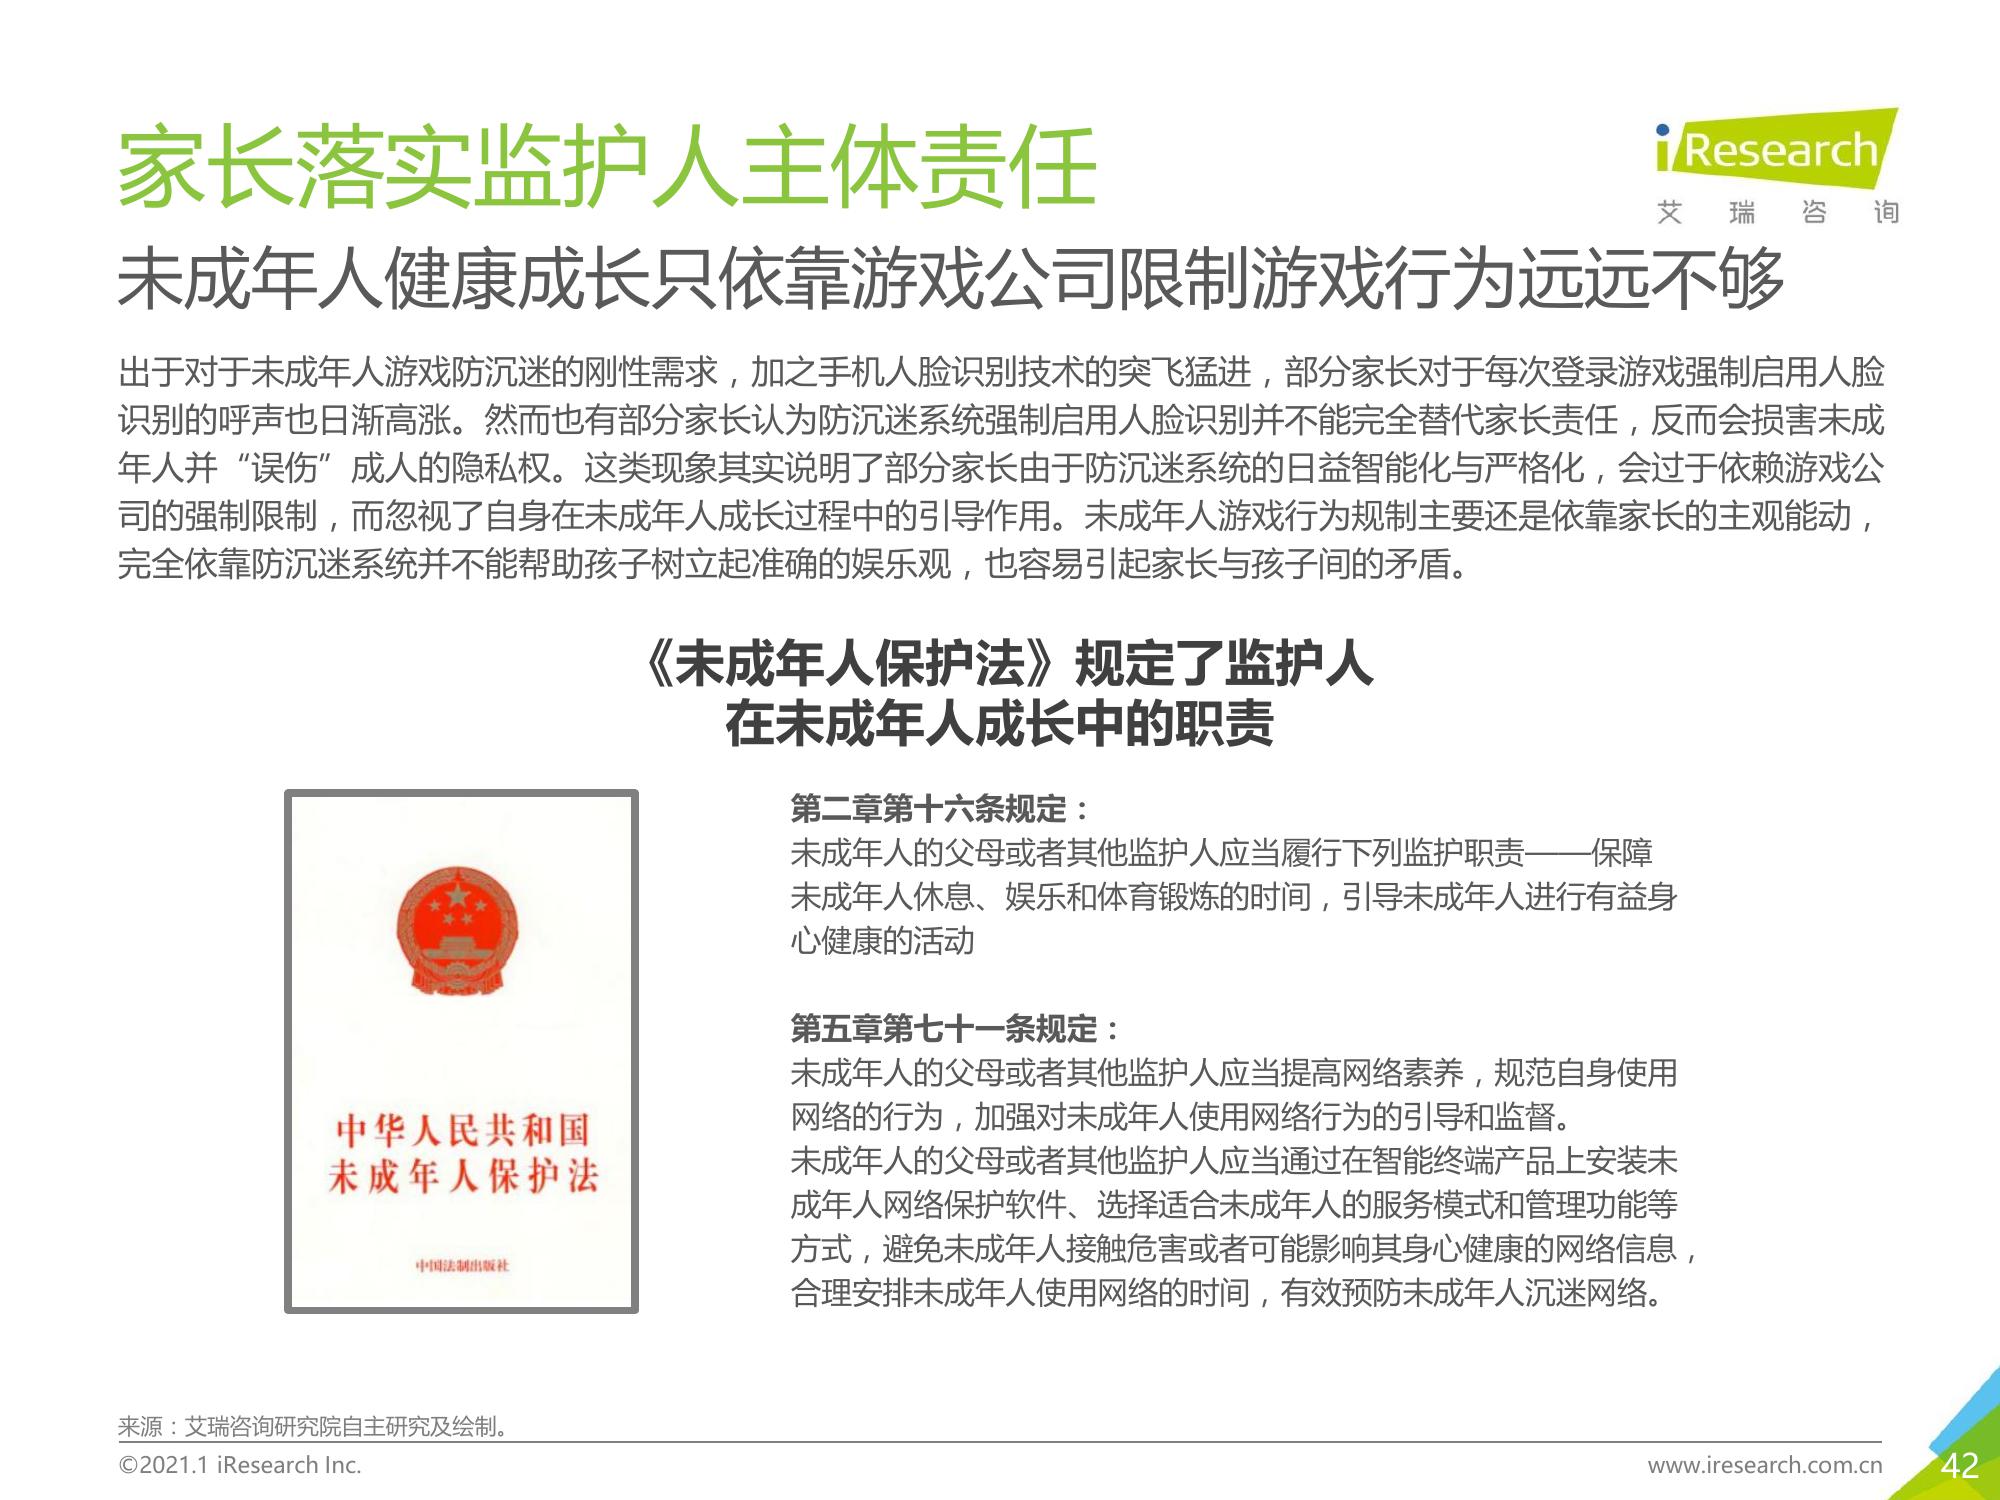 家长落实监护人主体责任
iResearch
艾瑞咨询
未成年人健康成长只依靠游戏公司限制游戏行为远远不够
出于对于未成年人游戏防沉迷的刚性需求，加之手机人脸识别技术的突飞猛进，部分家长对于每次登录游戏强制启用人脸
识别的呼声也日渐高涨。然而也有部分家长认为防沉迷系统强制启用人脸识别并不能完全替代家长责任，反而会损害未成
年人并“误伤”成人的隐私权。这类现象其实说明了部分家长由于防沉迷系统的日益智能化与严格化，会过于依赖游戏公
司的强制限制，而忽视了自身在未成年人成长过程中的引导作用。未成年人游戏行为规制主要还是依靠家长的主观能动，
完全依靠防沉迷系统并不能帮助孩子树立起准确的娱乐观，也容易引起家长与孩子间的矛盾。
《未成年人保护法》规定了监护人
在未成年人成长中的职责
中华人民共和国
未成年人保护法
中国法制出版社
第二章第十六条规定：
未成年人的父母或者其他监护人应当履行下列监护职责——保障
未成年人休息、娱乐和体育锻炼的时间，引导未成年人进行有益身
心健康的活动
第五章第七十一条规定：
未成年人的父母或者其他监护人应当提高网络素养，规范自身使用
网络的行为，加强对未成年人使用网络行为的引导和监督。
未成年人的父母或者其他监护人应当通过在智能终端产品上安装未
成年人网络保护软件、选择适合未成年人的服务模式和管理功能等
方式，避免未成年人接触危害或者可能影响其身心健康的网络信息，
合理安排未成年人使用网络的时间，有效预防未成年人沉迷网络。
来源：艾瑞咨询研究院自主研究及绘制。
©2021.1 iResearch Inc.
www.iresearch.com.cn
42